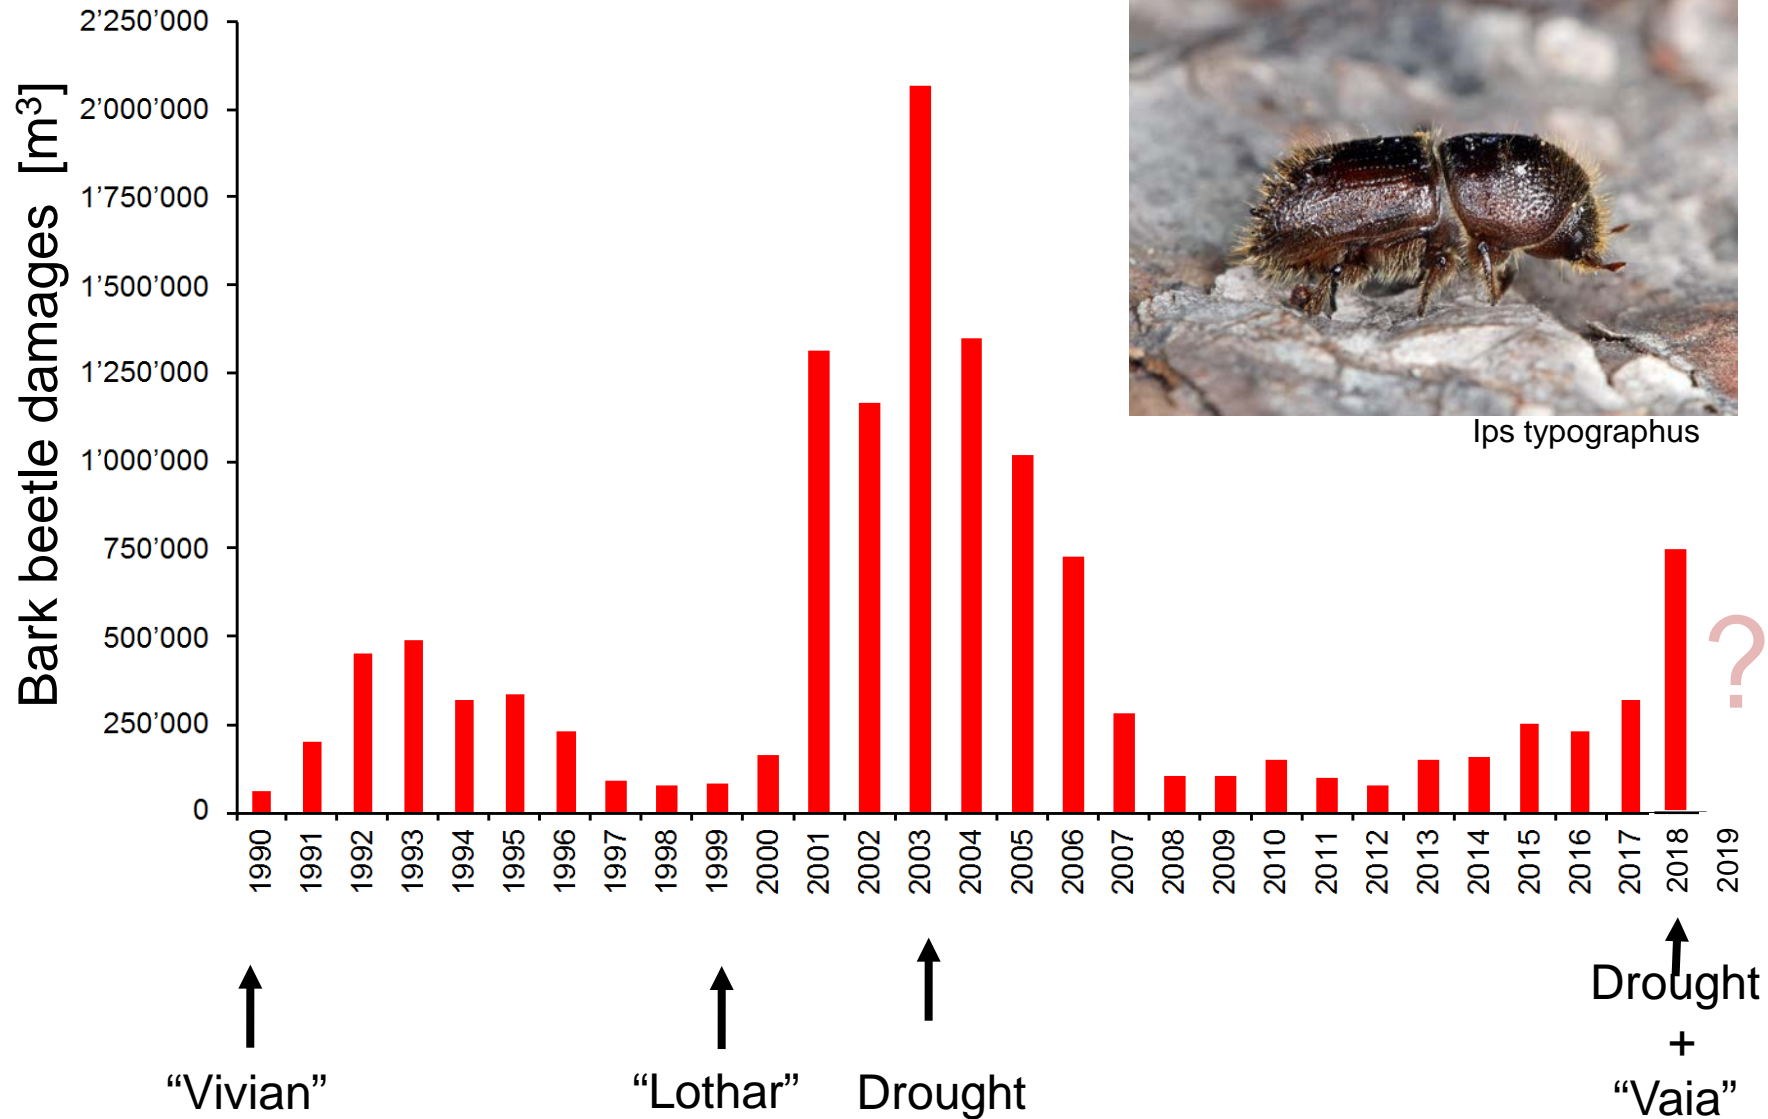 Bark beetle damages [m³]
2’250’000
2’000’000
1’750’000
1’500’000
1’250’000
1’000’000
750’000
500’000
250’000
0
Ips typographus
?
1990 1991 1992 1993 1994 1995 1996 1997 1998 1999 2000 2001 2002 2003 2004 2005 2006 2007 2008 2009 2010 2011 2012 2013 2014 2015 2016 2017 2018 2019
“Vivian”
“Lothar”
Drought
Drought
+
“Vaia”